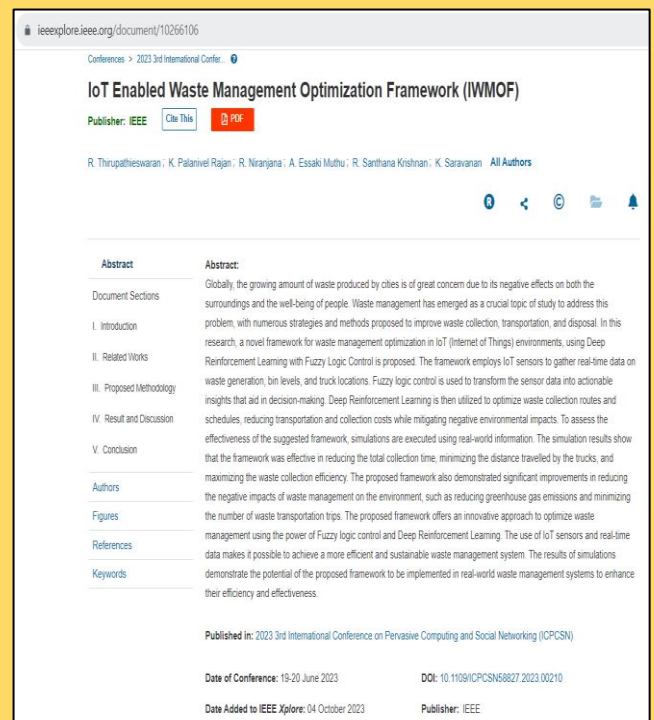 ieeexplore.ieee.org/document/10266106
Conferences > 2023 3rd International Confer...
IoT Enabled Waste Management Optimization Framework (IWMOF)
Publisher: IEEE Cite This PDF
R. Thirupathieswaran ; K. Palanivel Rajan ; R. Niranjana ; A. Essaki Muthu ; R. Santhana Krishnan ; K. Saravanan All Authors
Abstract
Document Sections
I. Introduction
II. Related Works
III. Proposed Methodology
IV. Result and Discussion
V. Conclusion
Authors
Figures
References
Keywords
Abstract:
Globally, the growing amount of waste produced by cities is of great concern due to its negative effects on both the
surroundings and the well-being of people. Waste management has emerged as a crucial topic of study to address this
problem, with numerous strategies and methods proposed to improve waste collection, transportation, and disposal. In this
research, a novel framework for waste management optimization in IoT (Internet of Things) environments, using Deep
Reinforcement Learning with Fuzzy Logic Control is proposed. The framework employs IoT sensors to gather real-time data on
waste generation, bin levels, and truck locations. Fuzzy logic control is used to transform the sensor data into actionable
insights that aid in decision-making. Deep Reinforcement Learning is then utilized to optimize waste collection routes and
schedules, reducing transportation and collection costs while mitigating negative environmental impacts. To assess the
effectiveness of the suggested framework, simulations are executed using real-world information. The simulation results show
that the framework was effective in reducing the total collection time, minimizing the distance travelled by the trucks, and
maximizing the waste collection efficiency. The proposed framework also demonstrated significant improvements in reducing
the negative impacts of waste management on the environment, such as reducing greenhouse gas emissions and minimizing
the number of waste transportation trips. The proposed framework offers an innovative approach to optimize waste
management using the power of Fuzzy logic control and Deep Reinforcement Learning. The use of IoT sensors and real-time
data makes it possible to achieve a more efficient and sustainable waste management system. The results of simulations
demonstrate the potential of the proposed framework to be implemented in real-world waste management systems to enhance
their efficiency and effectiveness.
Published in: 2023 3rd International Conference on Pervasive Computing and Social Networking (ICPCSN)
Date of Conference: 19-20 June 2023 DOI: 10.1109/ICPCSN58827.2023.00210
Date Added to IEEE Xplore: 04 October 2023 Publisher: IEEE